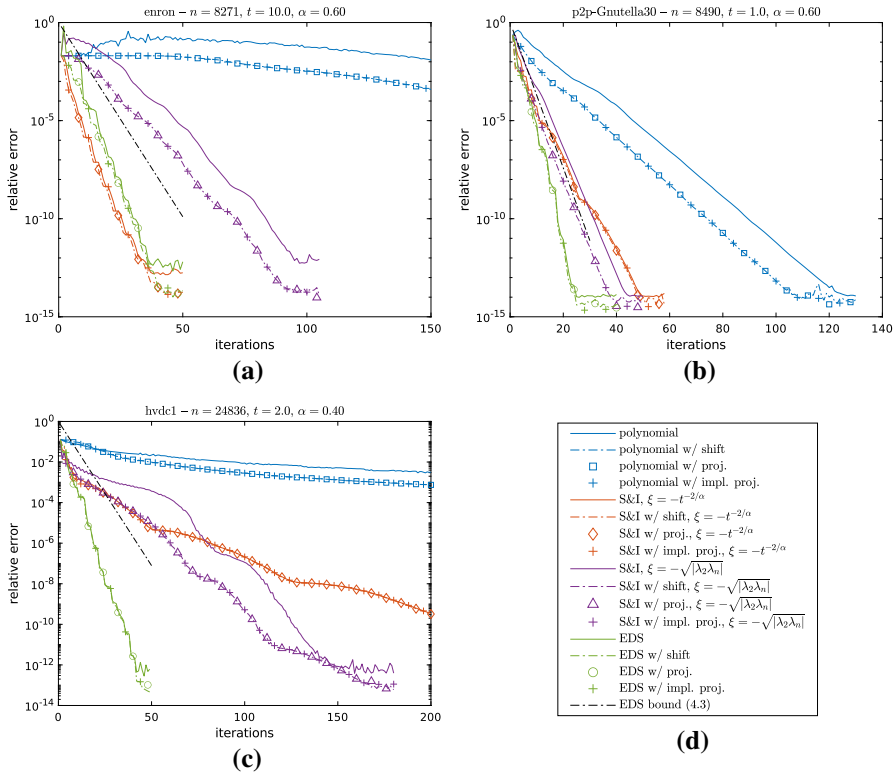 enron – n = 8271, t = 10.0, α = 0.60
10^0
10^-5
10^-10
10^-15
relative error
0
50
100
150
iterations
(a)
p2p-Gnutella30 – n = 8490, t = 1.0, α = 0.60
10^0
10^-5
10^-10
10^-15
relative error
0
20
40
60
80
100
120
140
iterations
(b)
hvdc1 – n = 24836, t = 2.0, α = 0.40
10^0
10^-2
10^-4
10^-6
10^-8
10^-10
10^-12
10^-14
relative error
0
50
100
150
200
iterations
(c)
polynomial
polynomial w/ shift
polynomial w/ proj.
polynomial w/ impl. proj.
S&I, ξ = −t^{−2/α}
S&I w/ shift, ξ = −t^{−2/α}
S&I w/ proj., ξ = −t^{−2/α}
S&I w/ impl. proj., ξ = −t^{−2/α}
S&I, ξ = −√|λ₂λₙ|
S&I w/ shift, ξ = −√|λ₂λₙ|
S&I w/ proj., ξ = −√|λ₂λₙ|
S&I w/ impl. proj., ξ = −√|λ₂λₙ|
EDS
EDS w/ shift
EDS w/ proj.
EDS w/ impl. proj.
EDS bound (4.3)
(d)